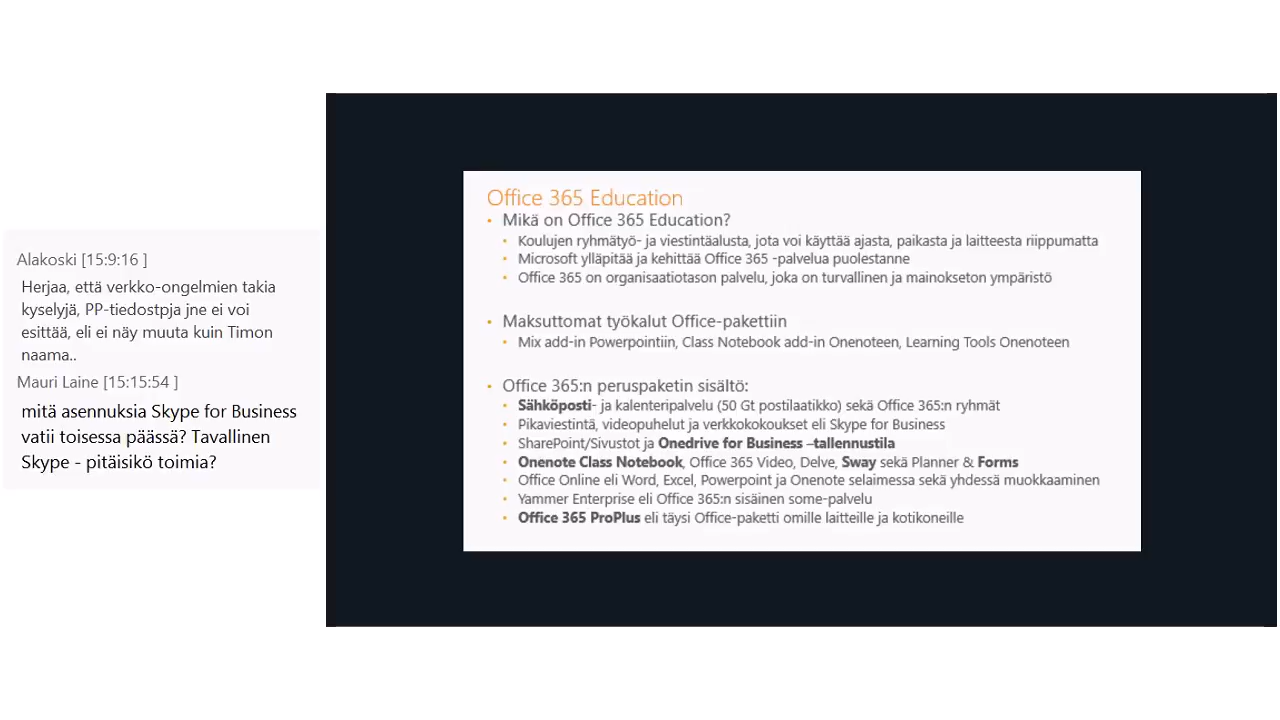 Alakoski [15:9:16 ]
Herjaa, että verkko-ongelmien takia
kyselyjä, PP-tiedostpja jne ei voi
esittää, eli ei näy muuta kuin Timon
naama..
Mauri Laine [15:15:54 ]
mitä asennuksia Skype for Business
vatii toisessa päässä? Tavallinen
Skype - pitäisikö toimia?
Office 365 Education
• Mikä on Office 365 Education?
• Koulujen ryhmätyö- ja viestintäalusta, jota voi käyttää ajasta, paikasta ja laitteesta riippumatta
• Microsoft ylläpitää ja kehittää Office 365 -palvelua puolestanne
• Office 365 on organisaatiotason palvelu, joka on turvallinen ja mainokseton ympäristö
• Maksuttomat työkalut Office-pakettiin
• Mix add-in Powerpointiin, Class Notebook add-in Onenoteen, Learning Tools Onenoteen
• Office 365:n peruspaketin sisältö:
• Sähköposti- ja kalenteripalvelu (50 Gt postilaatikko) sekä Office 365:n ryhmät
• Pikaviestintä, videopuhelut ja verkkokokoukset eli Skype for Business
• SharePoint/Sivustot ja Onedrive for Business –tallennustila
• Onenote Class Notebook, Office 365 Video, Delve, Sway sekä Planner & Forms
• Office Online eli Word, Excel, Powerpoint ja Onenote selaimessa sekä yhdessä muokkaaminen
• Yammer Enterprise eli Office 365:n sisäinen some-palvelu
• Office 365 ProPlus eli täysi Office-paketti omille laitteille ja kotikoneille